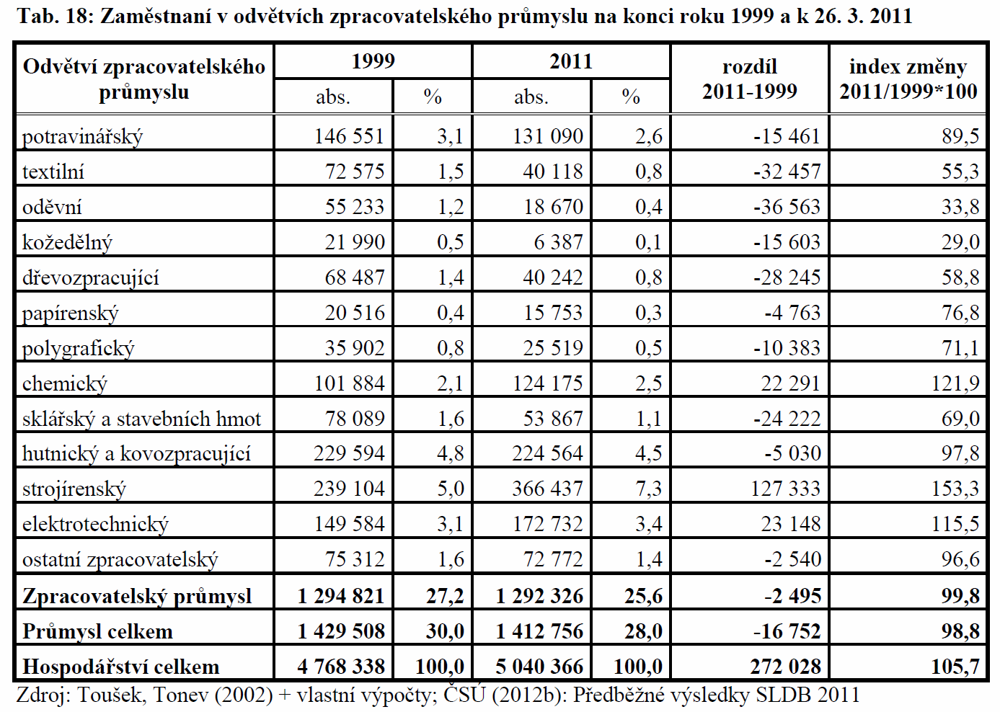 Tab. 18: Zaměstnaní v odvětvích zpracovatelského průmyslu na konci roku 1999 a k 26. 3. 2011
Odvětví zpracovatelského průmyslu 1999 2011 rozdíl 2011-1999 index změny 2011/1999*100
abs. % abs. %
potravinářský 146 551 3,1 131 090 2,6 -15 461 89,5
textilní 72 575 1,5 40 118 0,8 -32 457 55,3
oděvní 55 233 1,2 18 670 0,4 -36 563 33,8
kožedělný 21 990 0,5 6 387 0,1 -15 603 29,0
dřevozpracující 68 487 1,4 40 242 0,8 -28 245 58,8
papírenský 20 516 0,4 15 753 0,3 -4 763 76,8
polygrafický 35 902 0,8 25 519 0,5 -10 383 71,1
chemický 101 884 2,1 124 175 2,5 22 291 121,9
sklářský a stavebních hmot 78 089 1,6 53 867 1,1 -24 222 69,0
hutnický a kovozpracující 229 594 4,8 224 564 4,5 -5 030 97,8
strojírenský 239 104 5,0 366 437 7,3 127 333 153,3
elektrotechnický 149 584 3,1 172 732 3,4 23 148 115,5
ostatní zpracovatelský 75 312 1,6 72 772 1,4 -2 540 96,6
Zpracovatelský průmysl 1 294 821 27,2 1 292 326 25,6 -2 495 99,8
Průmysl celkem 1 429 508 30,0 1 412 756 28,0 -16 752 98,8
Hospodářství celkem 4 768 338 100,0 5 040 366 100,0 272 028 105,7
Zdroj: Toušek, Tonev (2002) + vlastní výpočty; ČSÚ (2012b): Předběžné výsledky SLDB 2011